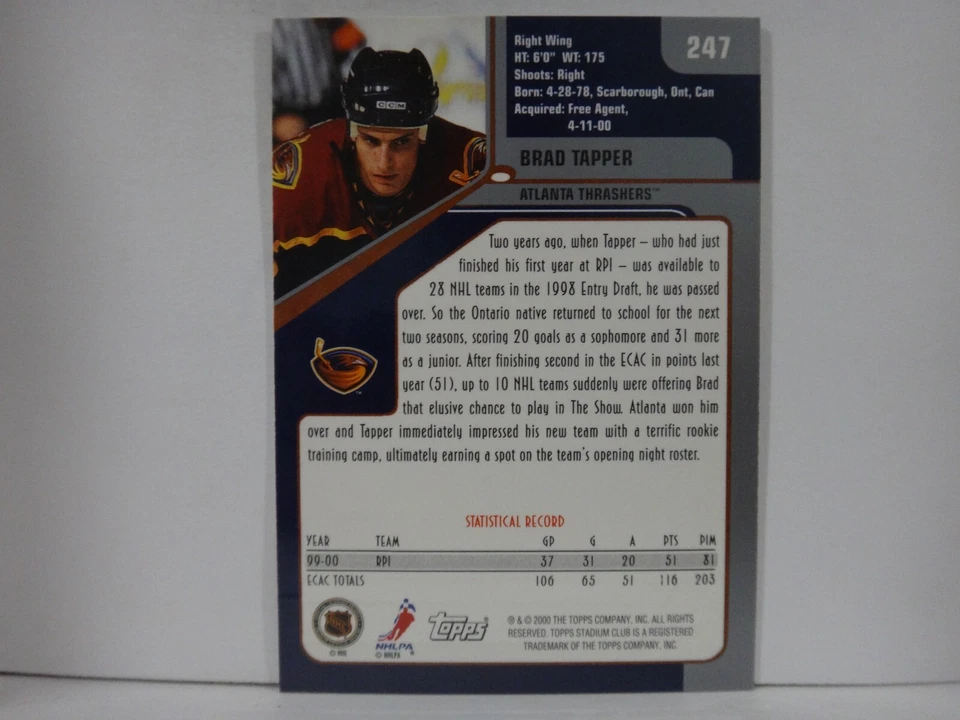 CCM
Right Wing
HT: 6'0" WT: 175
Shoots: Right
Born: 4-28-78, Scarborough, Ont, Can
Acquired: Free Agent,
4-11-00
247
BRAD TAPPER
ATLANTA THRASHERS™
Two years ago, when Tapper – who had just
finished his first year at RPI – was available to
28 NHL teams in the 1998 Entry Draft, he was passed
over. So the Ontario native returned to school for the next
two seasons, scoring 20 goals as a sophomore and 31 more
as a junior. After finishing second in the ECAC in points last
year (51), up to 10 NHL teams suddenly were offering Brad
that elusive chance to play in The Show. Atlanta won him
over and Tapper immediately impressed his new team with a terrific rookie
training camp, ultimately earning a spot on the team's opening night roster.
STATISTICAL RECORD
YEAR TEAM GP G A PTS PIM
99-00 RPI 37 31 20 51 81
ECAC TOTALS 106 65 51 116 203
NHLPA
© NHLPA
© NHL
Topps
® & © 2000 THE TOPPS COMPANY, INC. ALL RIGHTS
RESERVED. TOPPS STADIUM CLUB IS A REGISTERED
TRADEMARK OF THE TOPPS COMPANY, INC.